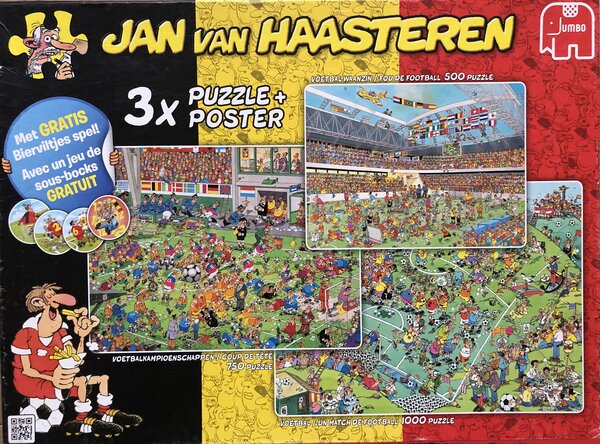 JAN VAN HAASTEREN
Jumbo
VOETBALWAANZIN / FOU DE FOOTBALL 500 PUZZLE
3x PUZZLE +
POSTER
Met GRATIS
Bierviltjes spel!
Avec un jeu de
sous-bocks
GRATUIT
VOETBALKAMPIOENSCHAPPEN / COUP DE TÊTE
750 PUZZLE
VOETBAL / UN MATCH DE FOOTBALL 1000 PUZZLE